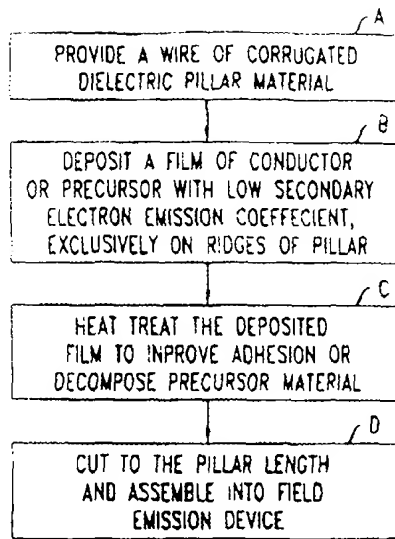 A
PROVIDE A WIRE OF CORRUGATED
DIELECTRIC PILLAR MATERIAL
B
DEPOSIT A FILM OF CONDUCTOR
OR PRECURSOR WITH LOW SECONDARY
ELECTRON EMISSION COEFFECIENT,
EXCLUSIVELY ON RIDGES OF PILLAR
C
HEAT TREAT THE DEPOSITED
FILM TO INPROVE ADHESION OR
DECOMPOSE PRECURSOR MATERIAL
D
CUT TO THE PILLAR LENGTH
AND ASSEMBLE INTO FIELD
EMISSION DEVICE